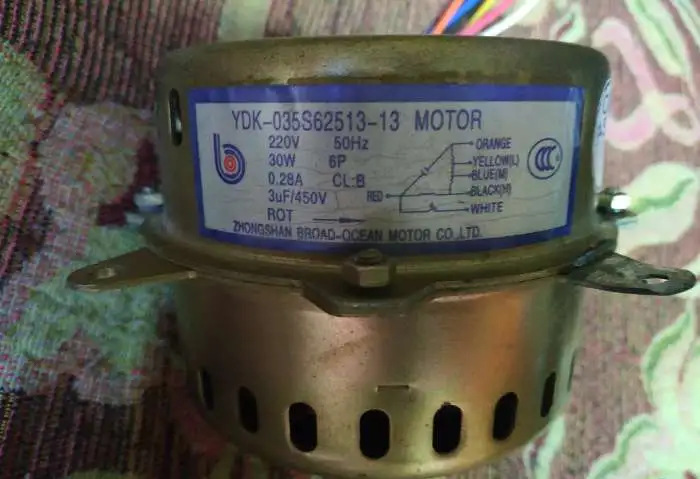 YDK-035S62513-13 MOTOR
220V 50Hz
30W 6P
0.28A CL:B
3uF/450V
ROT
ORANGE
YELLOW(L)
BLUE(M)
BLACK(H)
RED
WHITE
ZHONGSHAN BROAD-OCEAN MOTOR CO.,LTD.
CCC